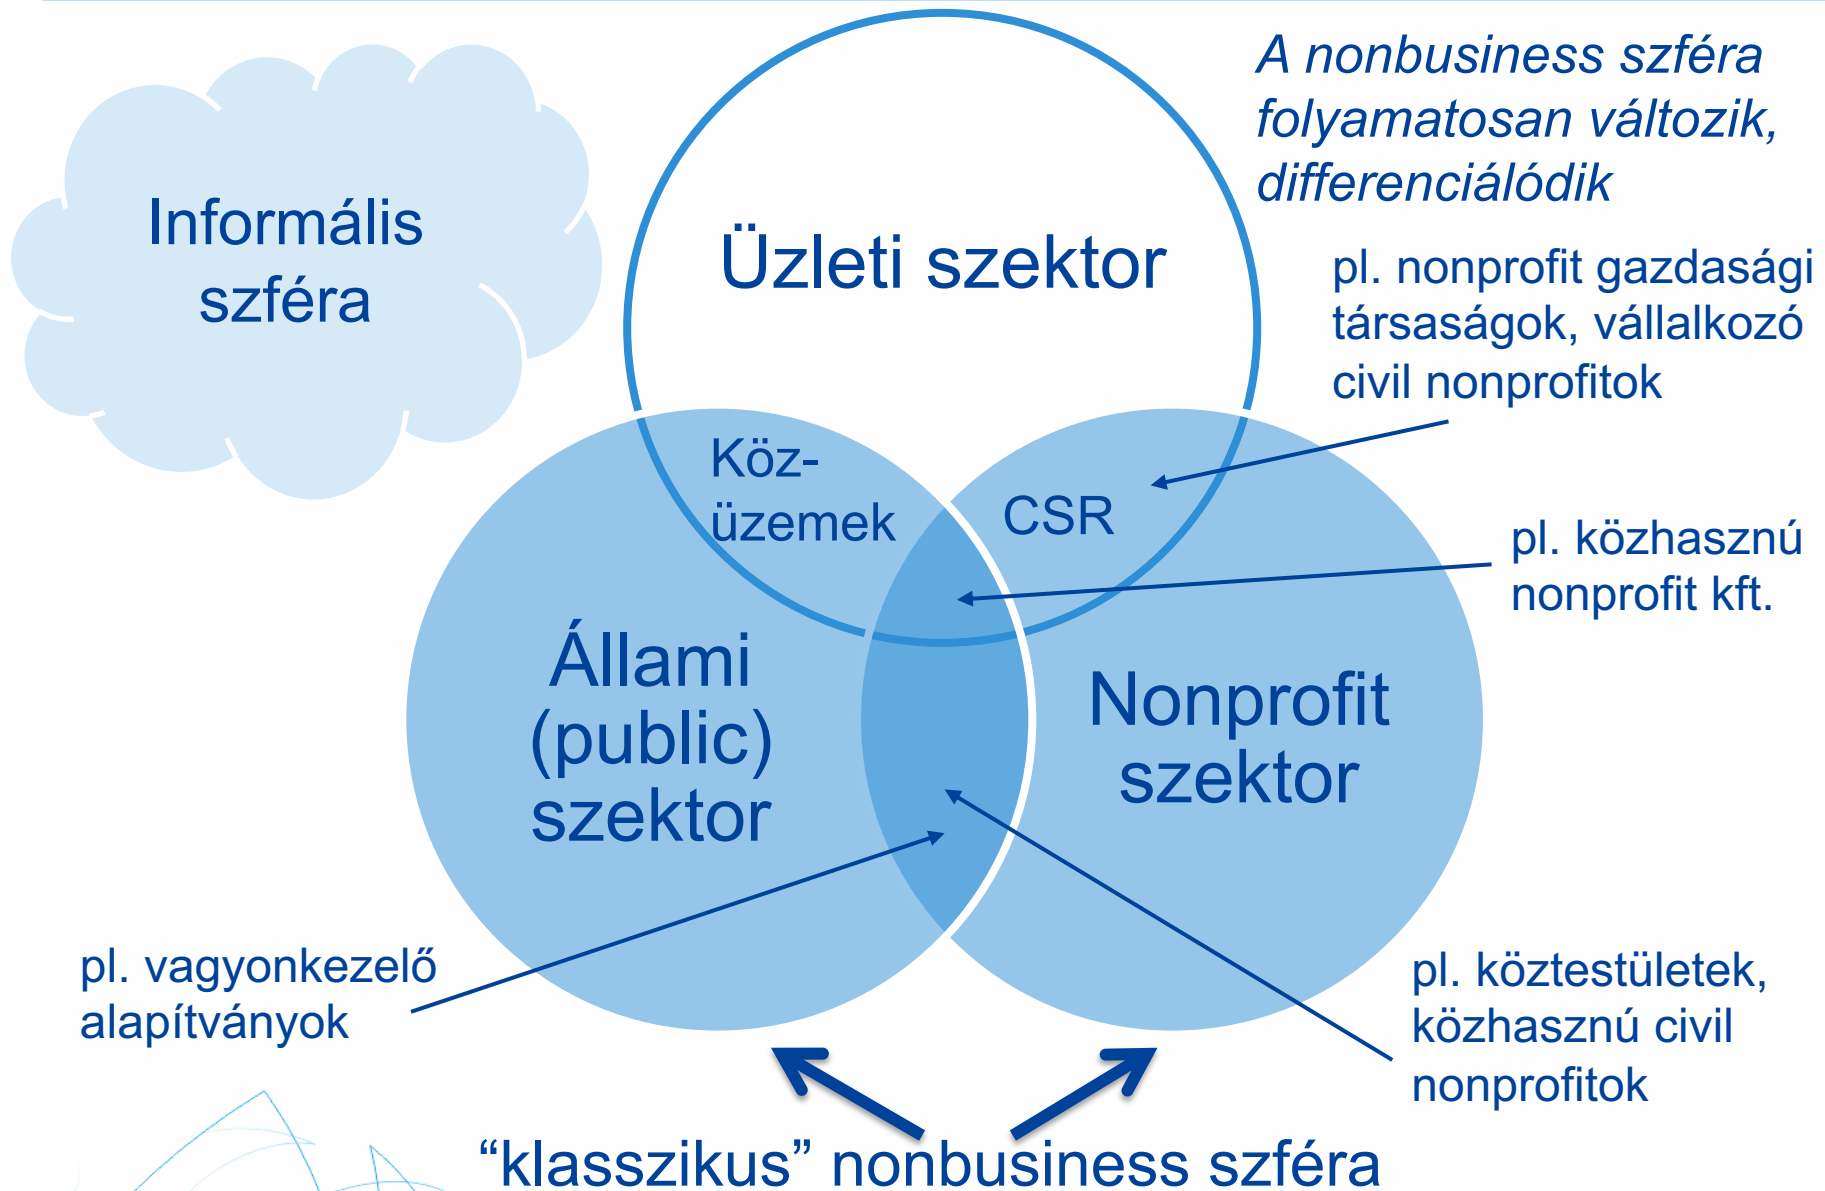 Informális
szféra
Üzleti szektor
A nonbusiness szféra
folyamatosan változik,
differenciálódik
pl. nonprofit gazdasági
társaságok, vállalkozó
civil nonprofitok
Köz-
üzemek
CSR
pl. közhasznú
nonprofit kft.
Állami
(public)
szektor
Nonprofit
szektor
pl. vagyonkezelő
alapítványok
pl. köztestületek,
közhasznú civil
nonprofitok
“klasszikus” nonbusiness szféra